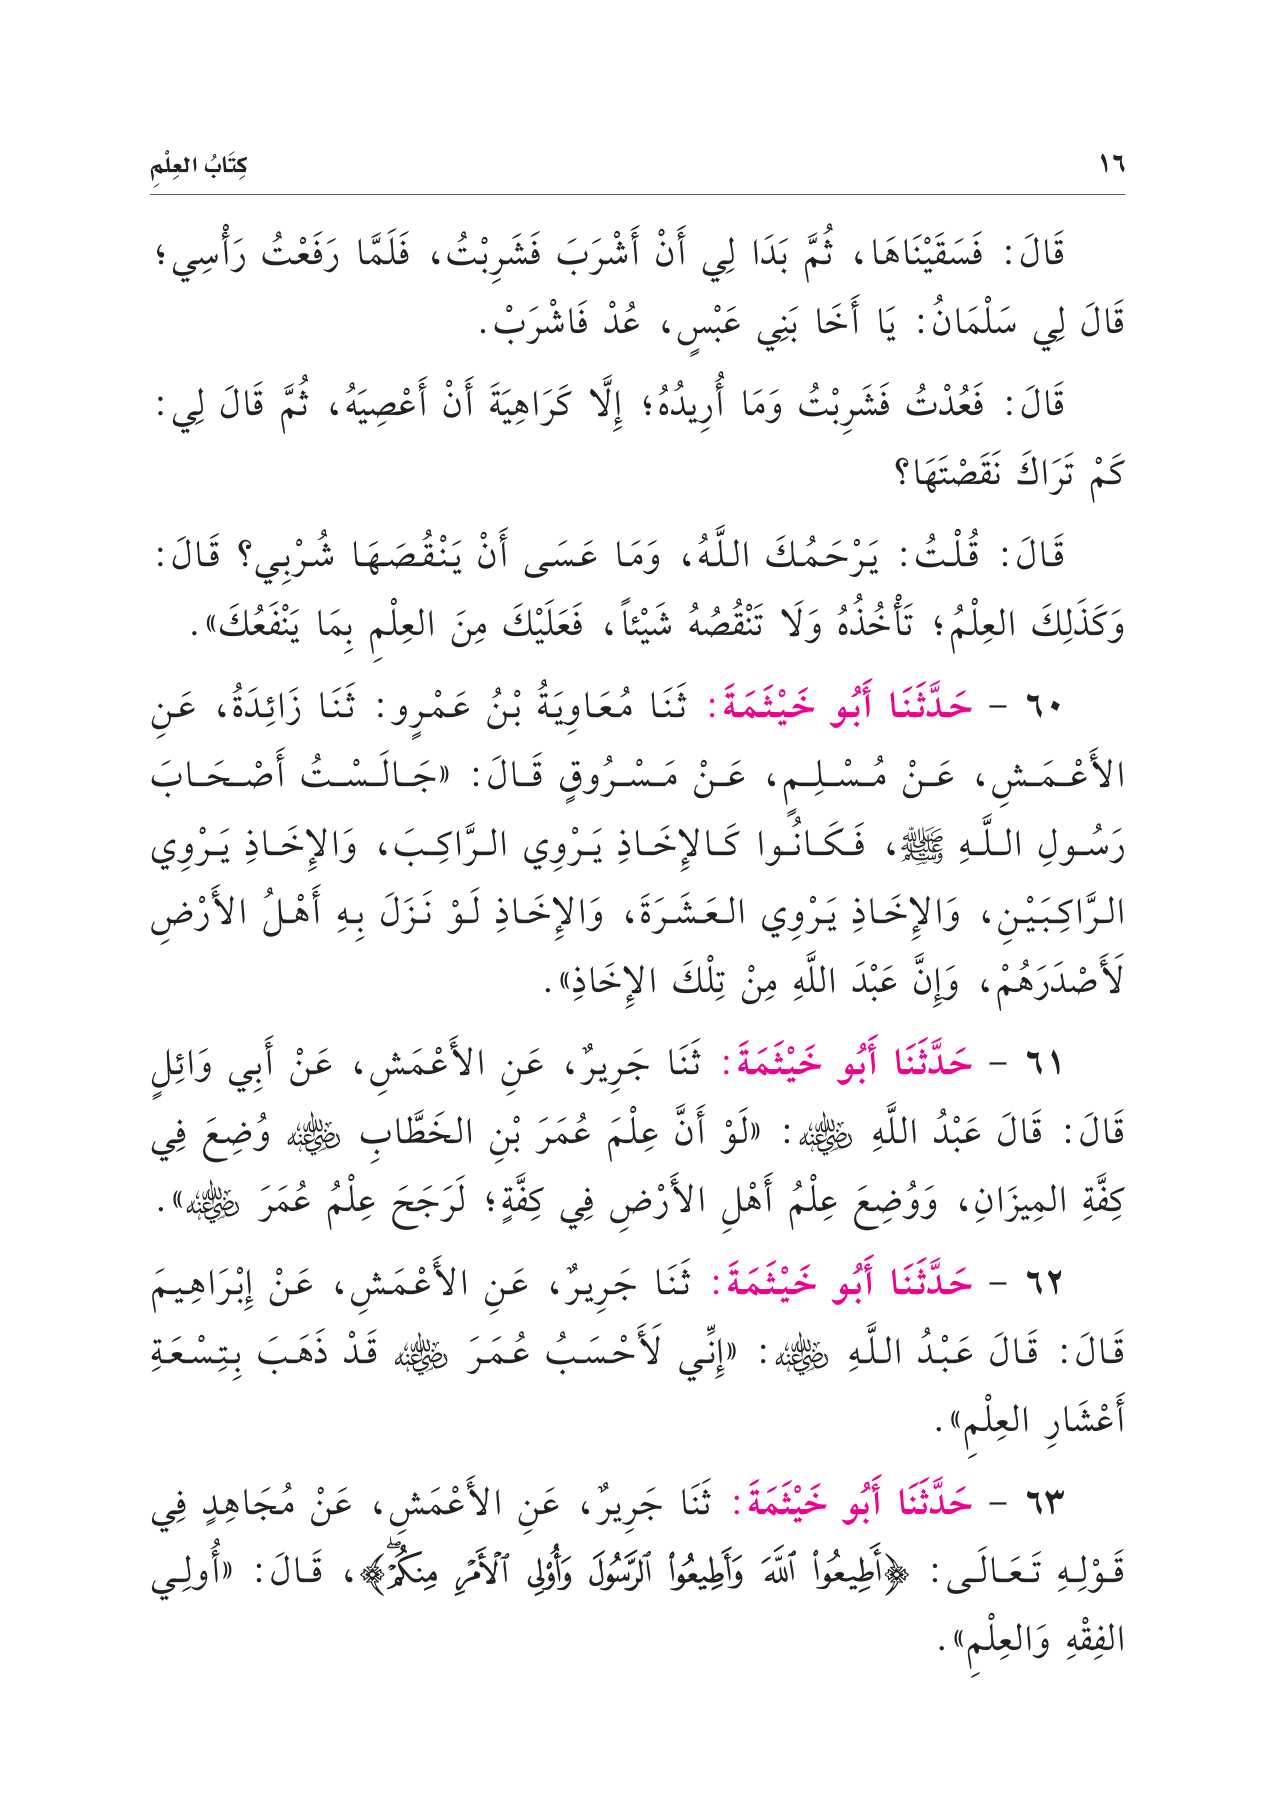 ١٦ كِتَابُ العِلْمِ
قَالَ: فَسَقَيْنَاهَا، ثُمَّ بَدَا لِي أَنْ أَشْرَبَ فَشَرِبْتُ، فَلَمَّا رَفَعْتُ رَأْسِي؛
قَالَ لِي سَلْمَانُ: يَا أَخَا بَنِي عَبْسٍ، عُدْ فَاشْرَبْ.
قَالَ: فَعُدْتُ فَشَرِبْتُ وَمَا أُرِيدُهُ؛ إِلَّا كَرَاهِيَةَ أَنْ أَعْصِيَهُ، ثُمَّ قَالَ لِي:
كَمْ تَرَاكَ نَقَصْتَهَا؟
قَالَ: قُلْتُ: يَرْحَمُكَ اللَّهُ، وَمَا عَسَى أَنْ يَنْقُصَهَا شُرْبِي؟ قَالَ:
وَكَذَلِكَ العِلْمُ؛ تَأْخُذُهُ وَلَا تَنْقُصُهُ شَيْئاً، فَعَلَيْكَ مِنَ العِلْمِ بِمَا يَنْفَعُكَ».
٦٠ - حَدَّثَنَا أَبُو خَيْثَمَةَ: ثَنَا مُعَاوِيَةُ بْنُ عَمْرٍو: ثَنَا زَائِدَةُ، عَنِ
الأَعْمَشِ، عَنْ مُسْلِمٍ، عَنْ مَسْرُوقٍ قَالَ: «جَالَسْتُ أَصْحَابَ
رَسُولِ اللَّهِ ﷺ، فَكَانُوا كَالإِخَاذِ يَرْوِي الرَّاكِبَ، وَالإِخَاذِ يَرْوِي
الرَّاكِبَيْنِ، وَالإِخَاذِ يَرْوِي العَشَرَةَ، وَالإِخَاذِ لَوْ نَزَلَ بِهِ أَهْلُ الأَرْضِ
لَأَصْدَرَهُمْ، وَإِنَّ عَبْدَ اللَّهِ مِنْ تِلْكَ الإِخَاذِ».
٦١ - حَدَّثَنَا أَبُو خَيْثَمَةَ: ثَنَا جَرِيرٌ، عَنِ الأَعْمَشِ، عَنْ أَبِي وَائِلٍ
قَالَ: قَالَ عَبْدُ اللَّهِ رضي الله عنه: «لَوْ أَنَّ عِلْمَ عُمَرَ بْنِ الخَطَّابِ رضي الله عنه وُضِعَ فِي
كِفَّةِ المِيزَانِ، وَوُضِعَ عِلْمُ أَهْلِ الأَرْضِ فِي كِفَّةٍ؛ لَرَجَحَ عِلْمُ عُمَرَ رضي الله عنه».
٦٢ - حَدَّثَنَا أَبُو خَيْثَمَةَ: ثَنَا جَرِيرٌ، عَنِ الأَعْمَشِ، عَنْ إِبْرَاهِيمَ
قَالَ: قَالَ عَبْدُ اللَّهِ رضي الله عنه: «إِنِّي لَأَحْسَبُ عُمَرَ رضي الله عنه قَدْ ذَهَبَ بِتِسْعَةِ
أَعْشَارِ العِلْمِ».
٦٣ - حَدَّثَنَا أَبُو خَيْثَمَةَ: ثَنَا جَرِيرٌ، عَنِ الأَعْمَشِ، عَنْ مُجَاهِدٍ فِي
قَوْلِهِ تَعَالَى: ﴿أَطِيعُواْ ٱللَّهَ وَأَطِيعُواْ ٱلرَّسُولَ وَأُوْلِى ٱلْأَمْرِ مِنكُمْۖ﴾، قَالَ: «أُولِي
الفِقْهِ وَالعِلْمِ».